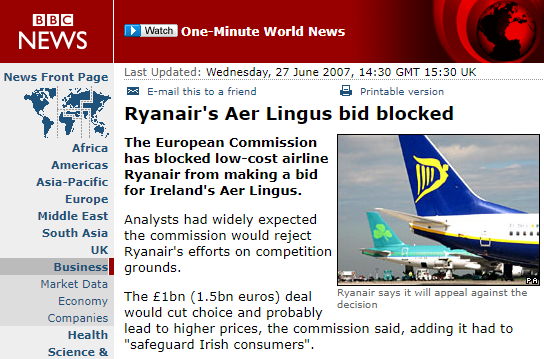 BBC
NEWS
Watch One-Minute World News
News Front Page
Africa
Americas
Asia-Pacific
Europe
Middle East
South Asia
UK
Business
Market Data
Economy
Companies
Health
Science &
Last Updated: Wednesday, 27 June 2007, 14:30 GMT 15:30 UK
E-mail this to a friend
Printable version
Ryanair's Aer Lingus bid blocked
The European Commission
has blocked low-cost airline
Ryanair from making a bid
for Ireland's Aer Lingus.
PA
Ryanair says it will appeal against the
decision
Analysts had widely expected
the commission would reject
Ryanair's efforts on competition
grounds.
The £1bn (1.5bn euros) deal
would cut choice and probably
lead to higher prices, the commission said, adding it had to
"safeguard Irish consumers".